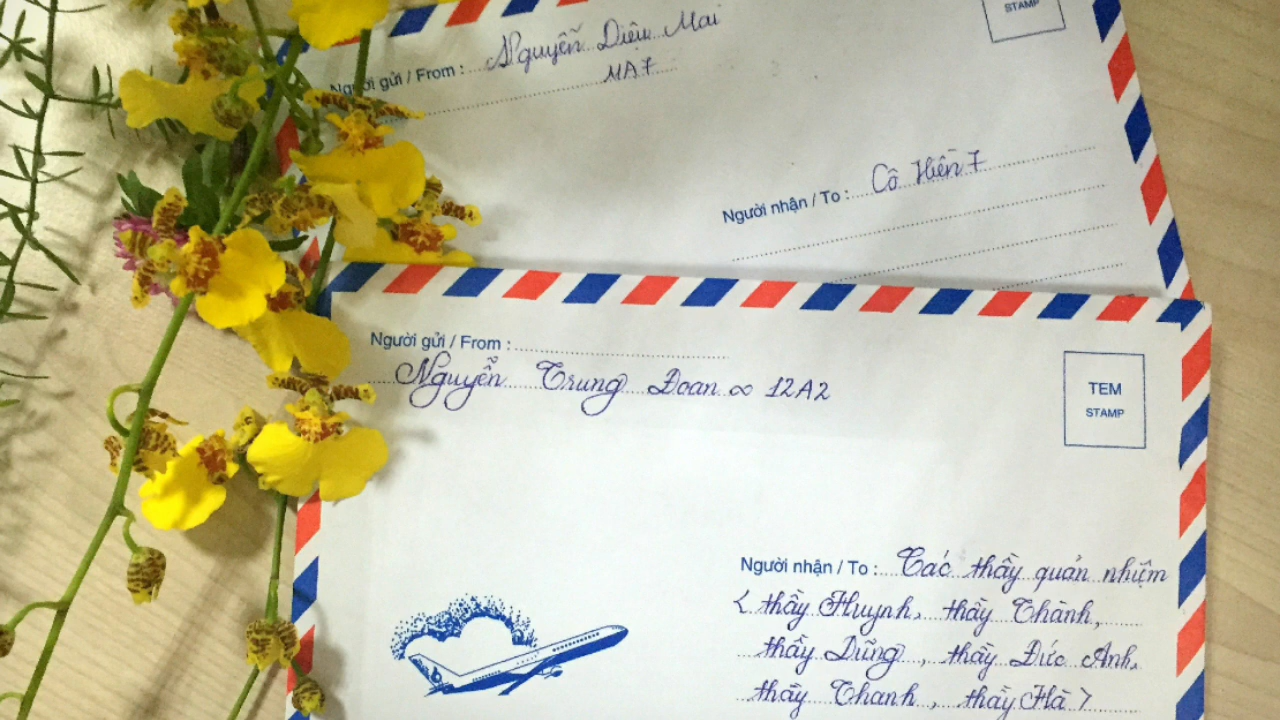 Nguyễn Diệu Mai
Người gửi / From :
MA7
STAMP
Người nhận / To : Cô Hiền 7
Người gửi / From :
Nguyễn Trung Đoan ∞ 12A2
TEM
STAMP
Người nhận / To : Các thầy quản nhiệm
< thầy Huynh, thầy Thành,
thầy Dũng , thầy Đức Anh,
thầy Thanh , thầy Hà >